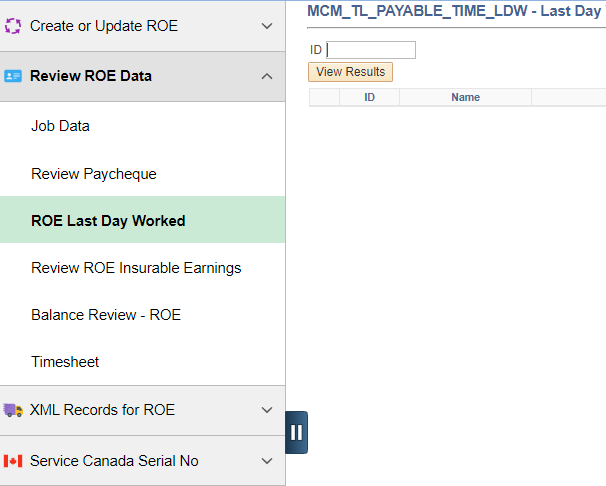 Create or Update ROE
Review ROE Data
Job Data
Review Paycheque
ROE Last Day Worked
Review ROE Insurable Earnings
Balance Review - ROE
Timesheet
XML Records for ROE
Service Canada Serial No
MCM_TL_PAYABLE_TIME_LDW - Last Day
ID
View Results
ID Name